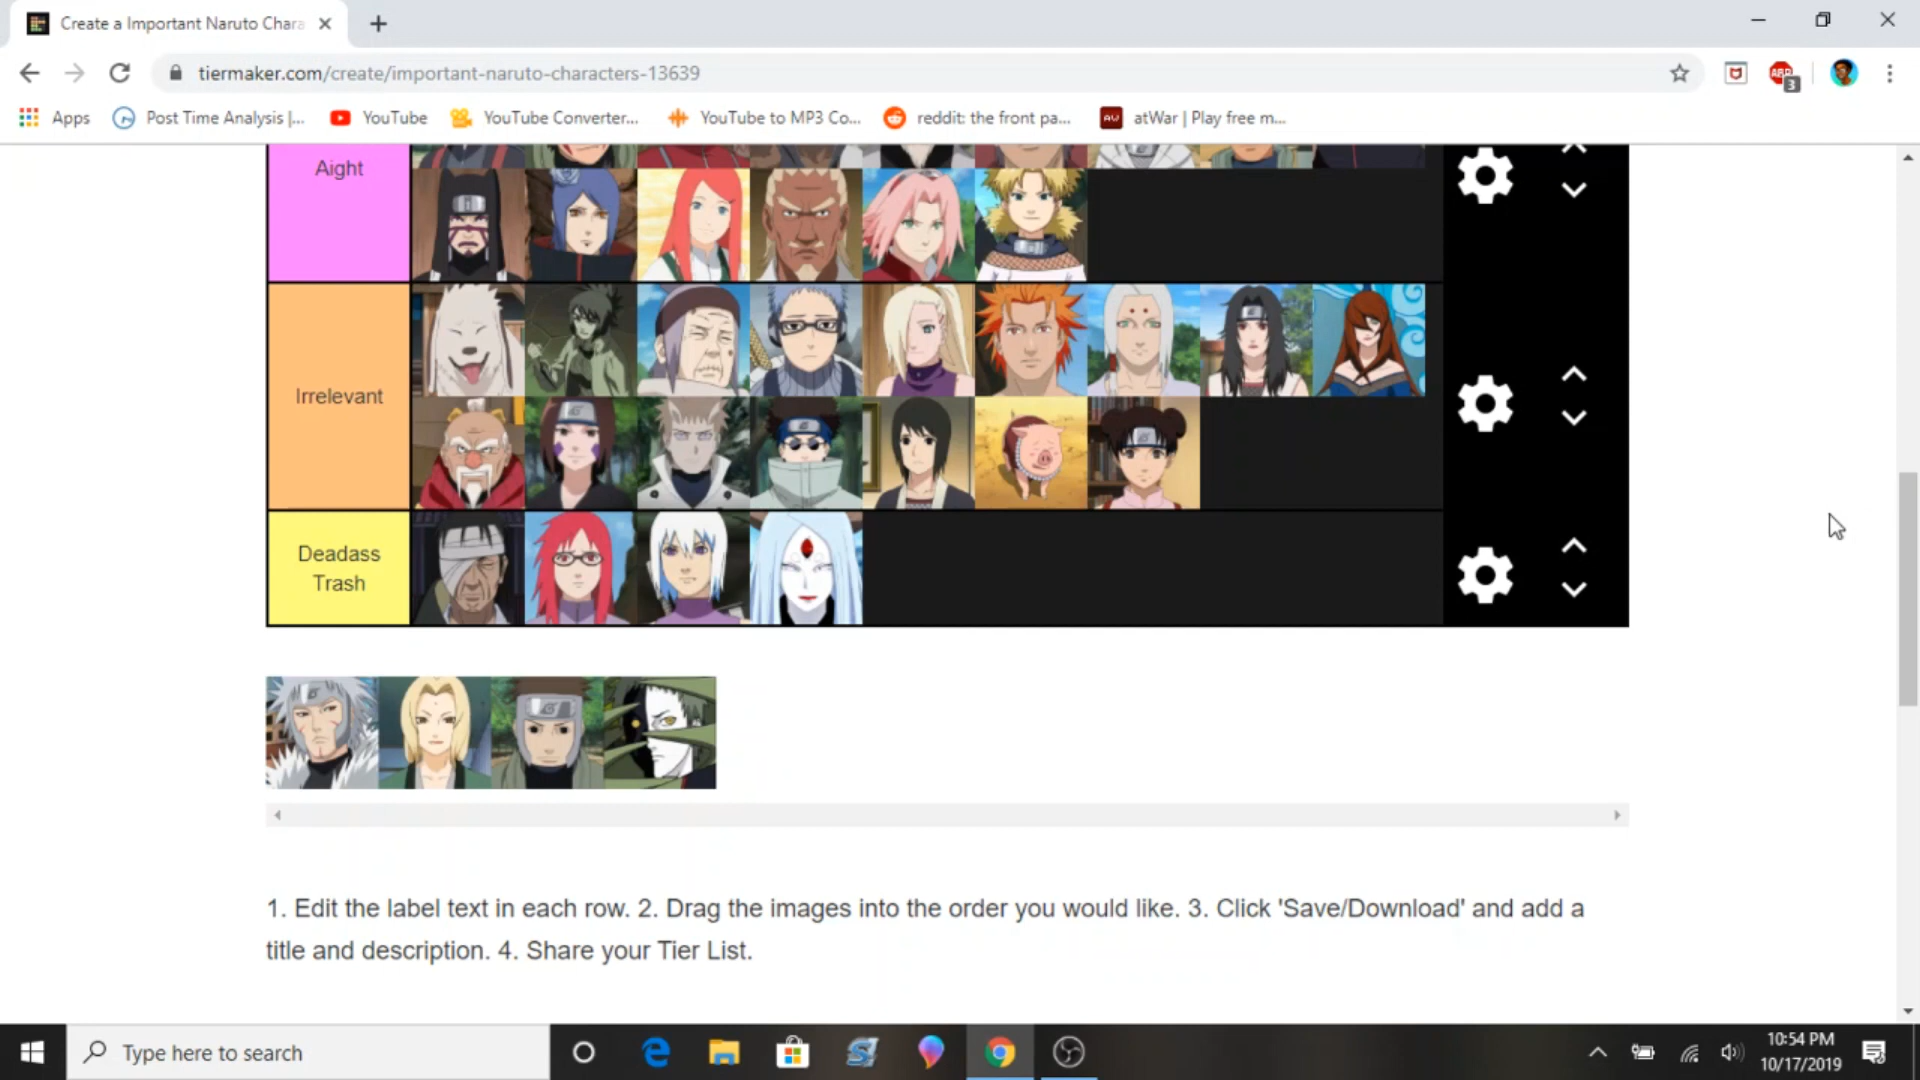 Create a Important Naruto Chara
tiermaker.com/create/important-naruto-characters-13639
ABP
3
Apps
Post Time Analysis |...
YouTube
YouTube Converter...
YouTube to MP3 Co...
reddit: the front pa...
AW
atWar | Play free m...
Aight
Irrelevant
Deadass
Trash
1. Edit the label text in each row. 2. Drag the images into the order you would like. 3. Click 'Save/Download' and add a
title and description. 4. Share your Tier List.
Type here to search
10:54 PM
10/17/2019